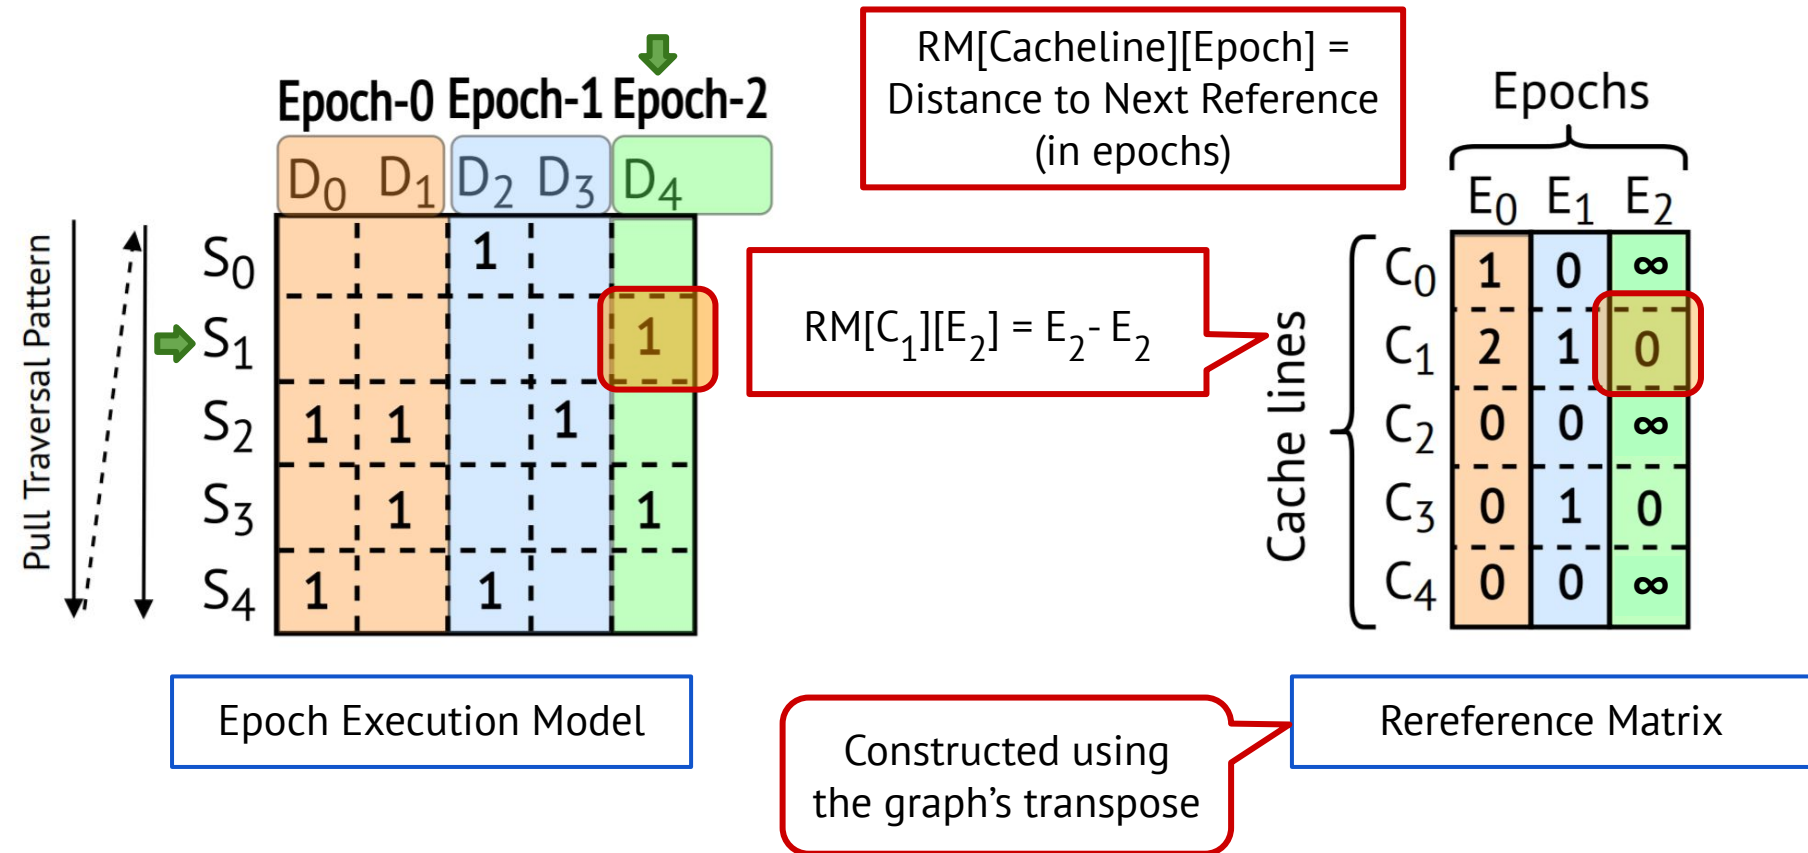 RM[Cacheline][Epoch] =
Distance to Next Reference
(in epochs)
Epoch-0 Epoch-1 Epoch-2
D0 D1 D2 D3 D4
Pull Traversal Pattern
S0 1
S1 1
S2 1 1 1
S3 1 1
S4 1 1
Epoch Execution Model
RM[C1][E2] = E2- E2
Epochs
E0 E1 E2
Cache lines
C0 1 0 ∞
C1 2 1 0
C2 0 0 ∞
C3 0 1 0
C4 0 0 ∞
Rereference Matrix
Constructed using
the graph’s transpose